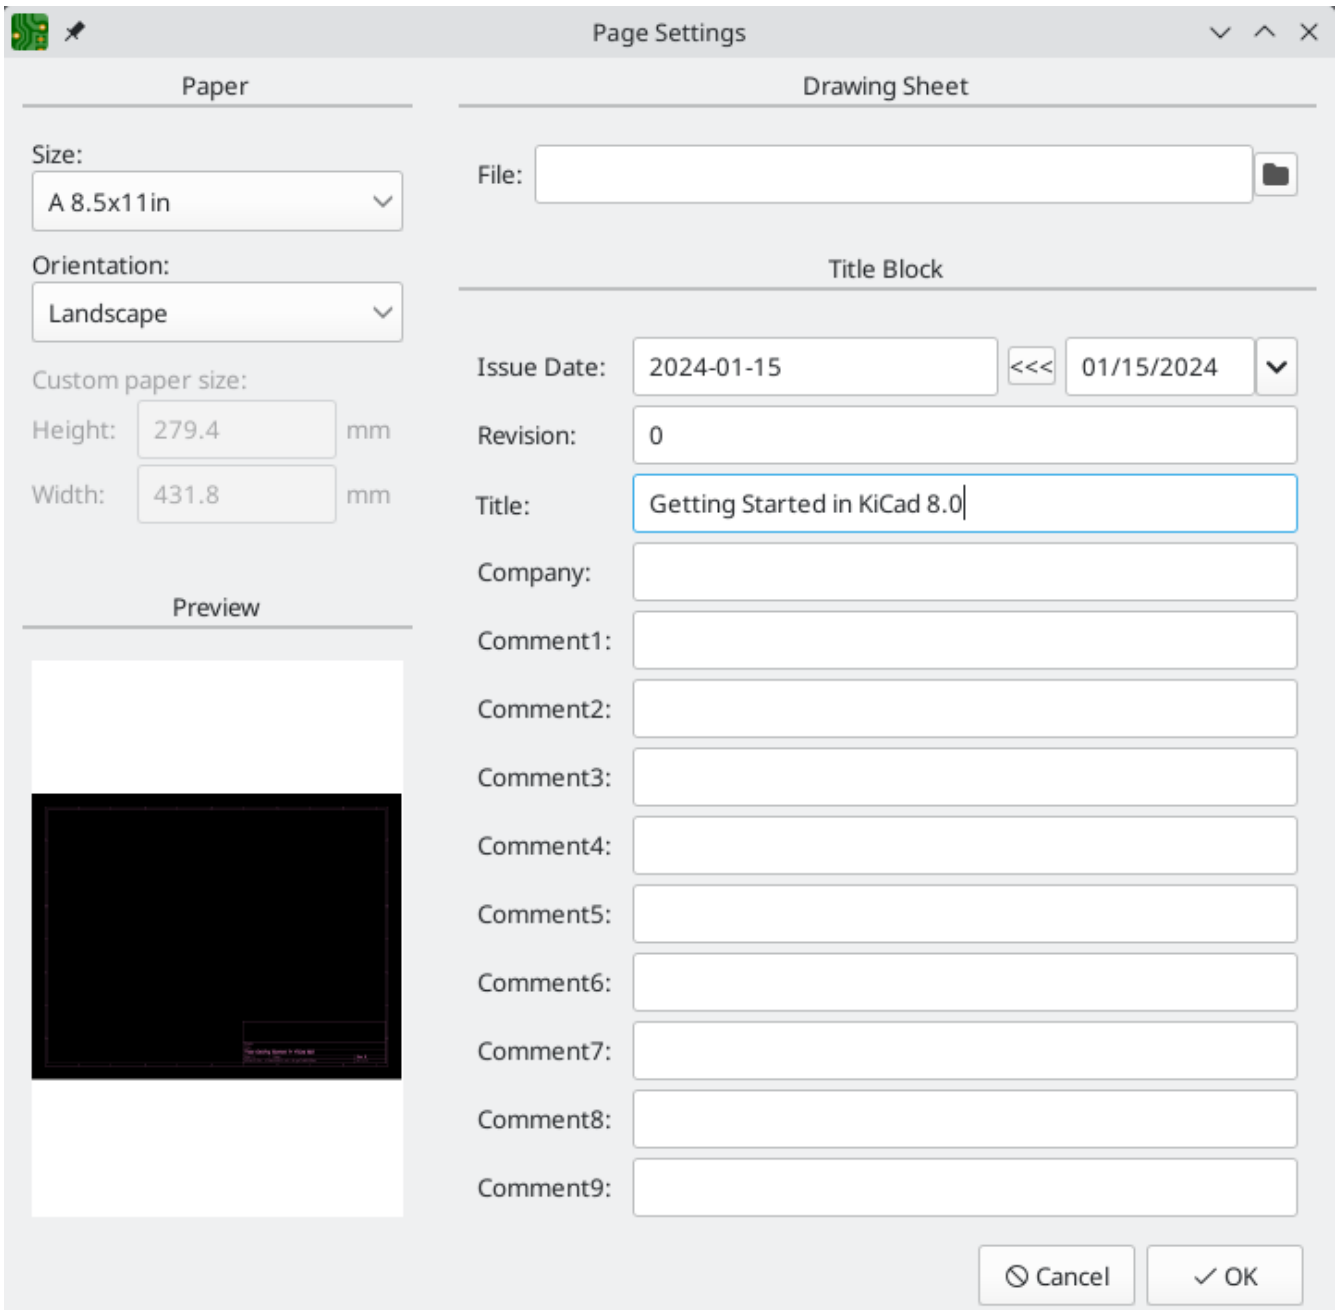 Page Settings
Paper
Size:
A 8.5x11in
Orientation:
Landscape
Custom paper size:
Height: 279.4 mm
Width: 431.8 mm
Preview
Drawing Sheet
File:
Title Block
Issue Date: 2024-01-15 <<< 01/15/2024
Revision: 0
Title: Getting Started in KiCad 8.0
Company:
Comment1:
Comment2:
Comment3:
Comment4:
Comment5:
Comment6:
Comment7:
Comment8:
Comment9:
Cancel OK